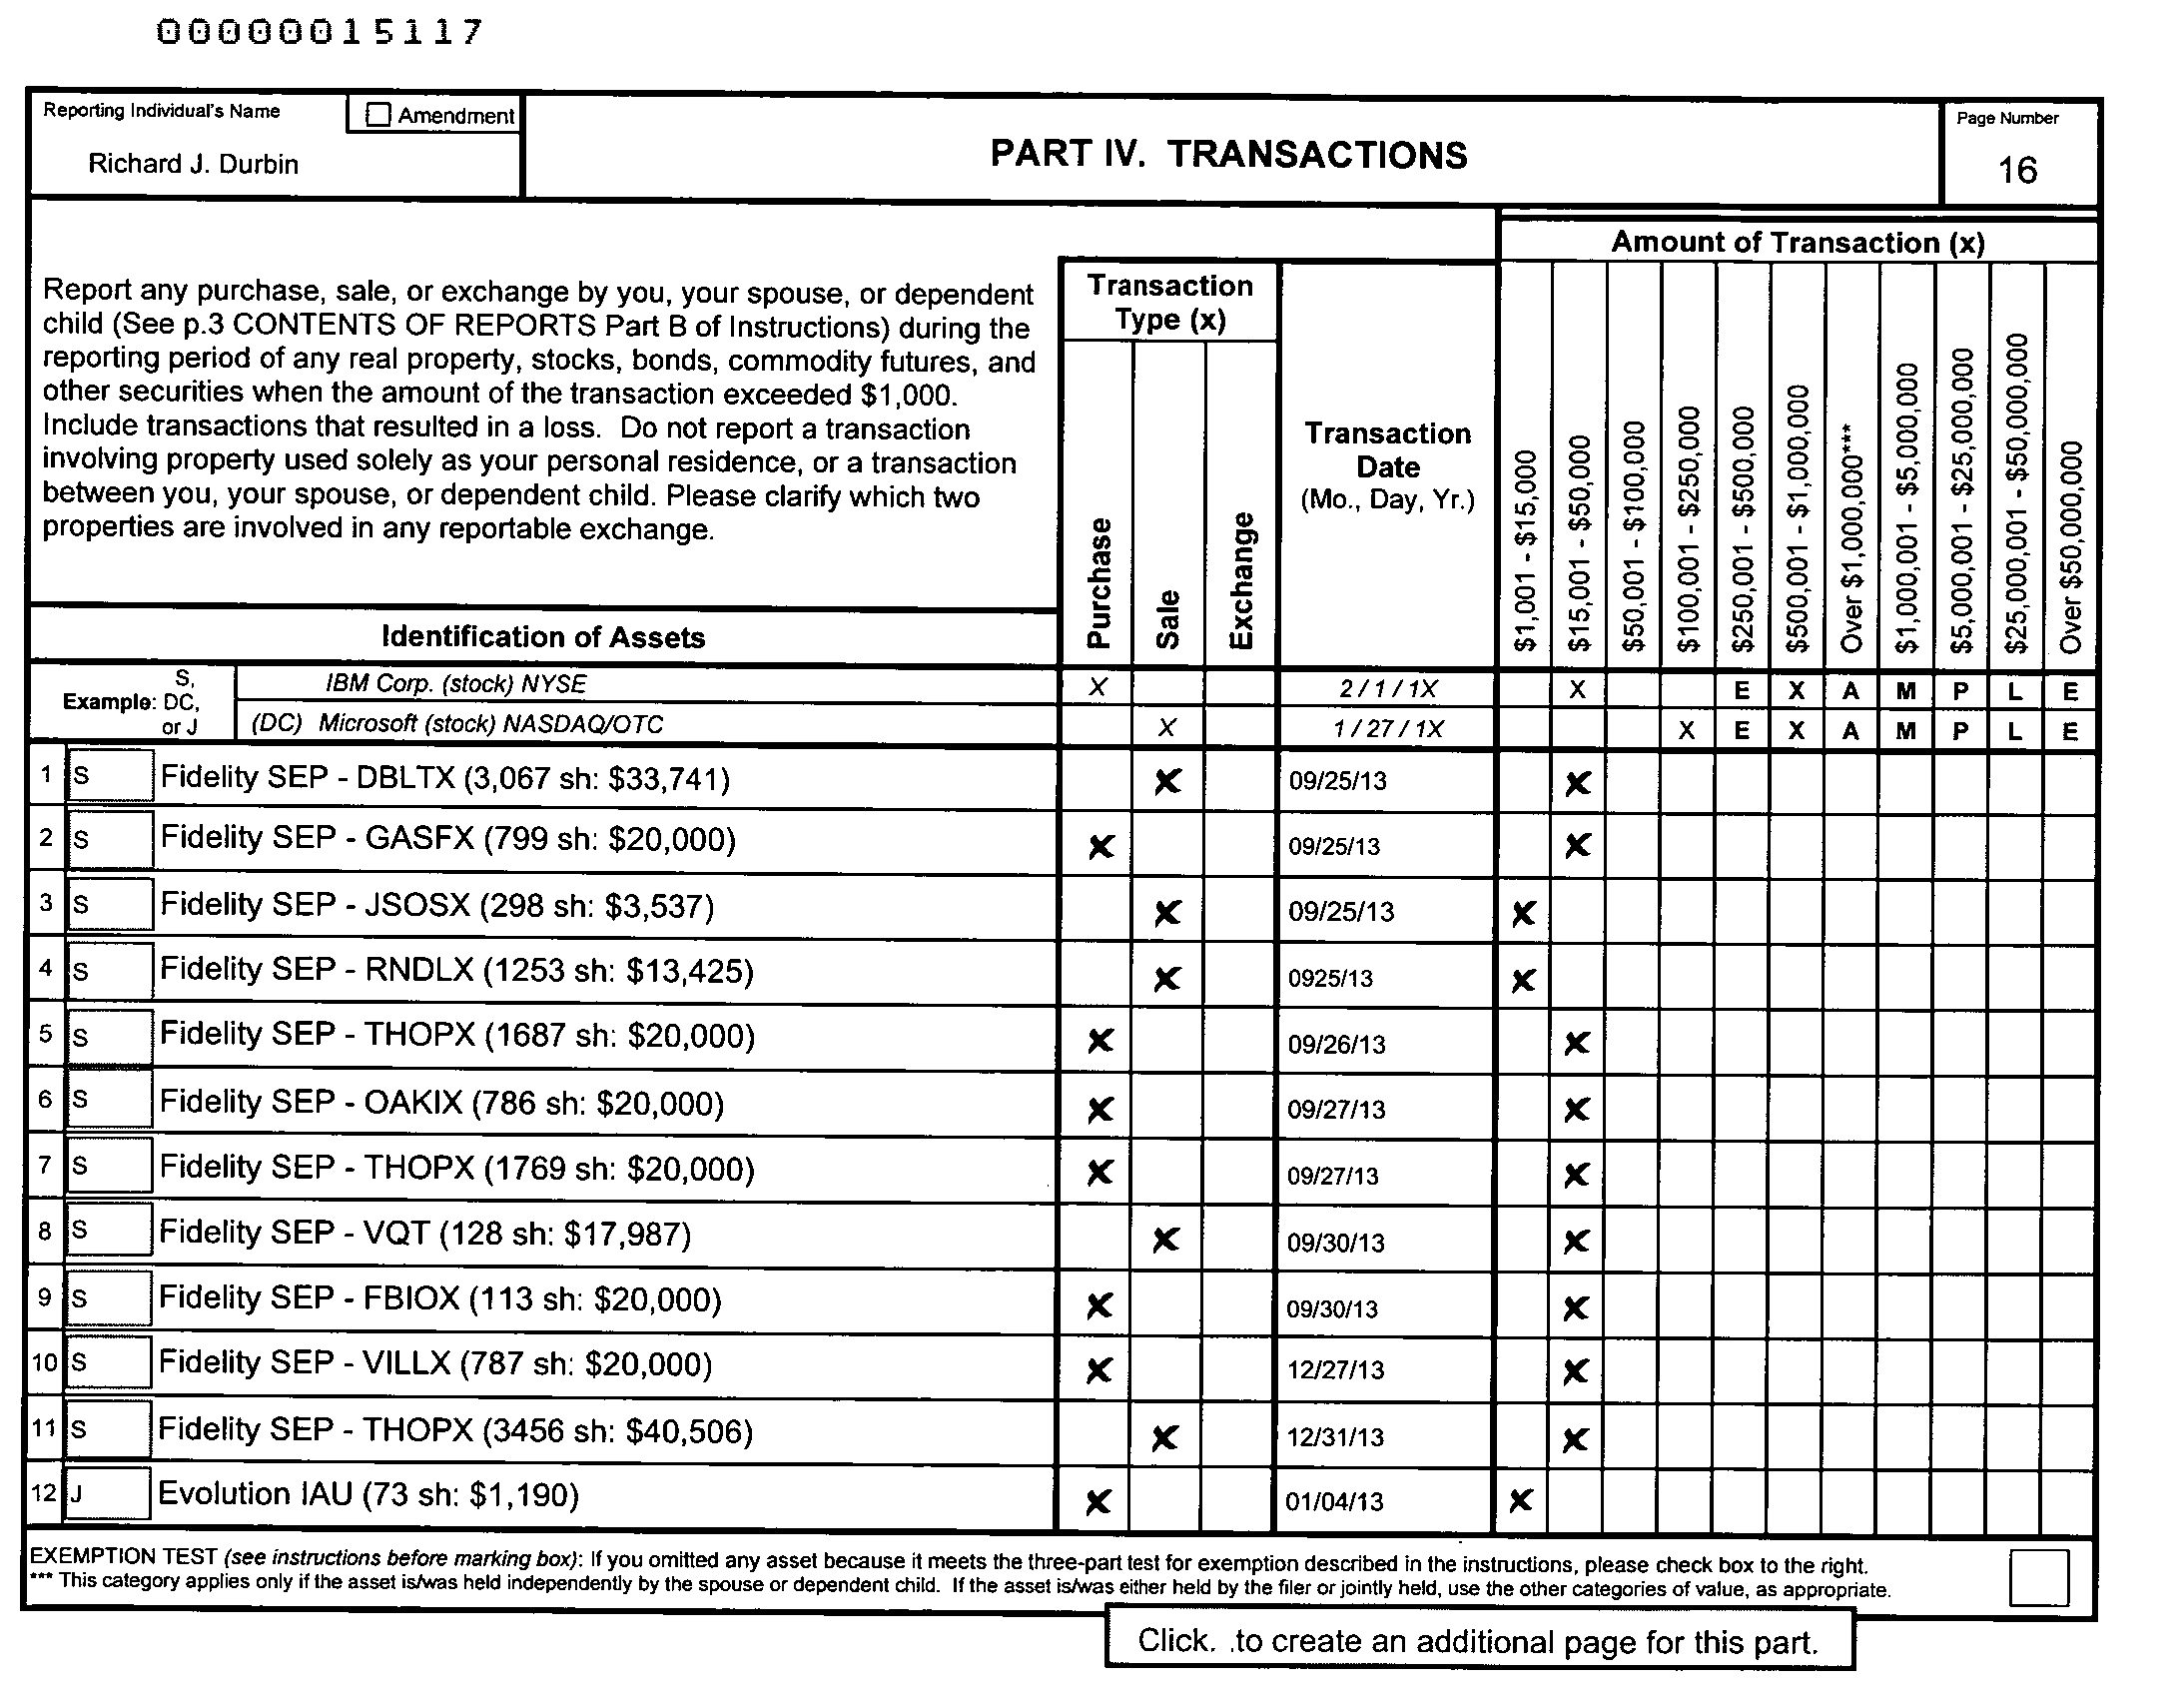 00000015117
Reporting Individual's Name
☐ Amendment
Richard J. Durbin
PART IV. TRANSACTIONS
Page Number
16
Report any purchase, sale, or exchange by you, your spouse, or dependent
child (See p.3 CONTENTS OF REPORTS Part B of Instructions) during the
reporting period of any real property, stocks, bonds, commodity futures, and
other securities when the amount of the transaction exceeded $1,000.
Include transactions that resulted in a loss. Do not report a transaction
involving property used solely as your personal residence, or a transaction
between you, your spouse, or dependent child. Please clarify which two
properties are involved in any reportable exchange.
Identification of Assets
Transaction
Type (x)
Purchase
Sale
Exchange
Transaction
Date
(Mo., Day, Yr.)
Amount of Transaction (x)
$1,001 - $15,000
$15,001 - $50,000
$50,001 - $100,000
$100,001 - $250,000
$250,001 - $500,000
$500,001 - $1,000,000
Over $1,000,000***
$1,000,001 - $5,000,000
$5,000,001 - $25,000,000
$25,000,001 - $50,000,000
Over $50,000,000
Example: S, DC, or J
IBM Corp. (stock) NYSE X 2 / 1 / 1X X E X A M P L E
(DC) Microsoft (stock) NASDAQ/OTC X 1 / 27 / 1X X E X A M P L E
1 S Fidelity SEP - DBLTX (3,067 sh: $33,741) X 09/25/13 X
2 S Fidelity SEP - GASFX (799 sh: $20,000) X 09/25/13 X
3 S Fidelity SEP - JSOSX (298 sh: $3,537) X 09/25/13 X
4 S Fidelity SEP - RNDLX (1253 sh: $13,425) X 0925/13 X
5 S Fidelity SEP - THOPX (1687 sh: $20,000) X 09/26/13 X
6 S Fidelity SEP - OAKIX (786 sh: $20,000) X 09/27/13 X
7 S Fidelity SEP - THOPX (1769 sh: $20,000) X 09/27/13 X
8 S Fidelity SEP - VQT (128 sh: $17,987) X 09/30/13 X
9 S Fidelity SEP - FBIOX (113 sh: $20,000) X 09/30/13 X
10 S Fidelity SEP - VILLX (787 sh: $20,000) X 12/27/13 X
11 S Fidelity SEP - THOPX (3456 sh: $40,506) X 12/31/13 X
12 J Evolution IAU (73 sh: $1,190) X 01/04/13 X
EXEMPTION TEST (see instructions before marking box): If you omitted any asset because it meets the three-part test for exemption described in the instructions, please check box to the right.
*** This category applies only if the asset is/was held independently by the spouse or dependent child. If the asset is/was either held by the filer or jointly held, use the other categories of value, as appropriate.
Click. .to create an additional page for this part.